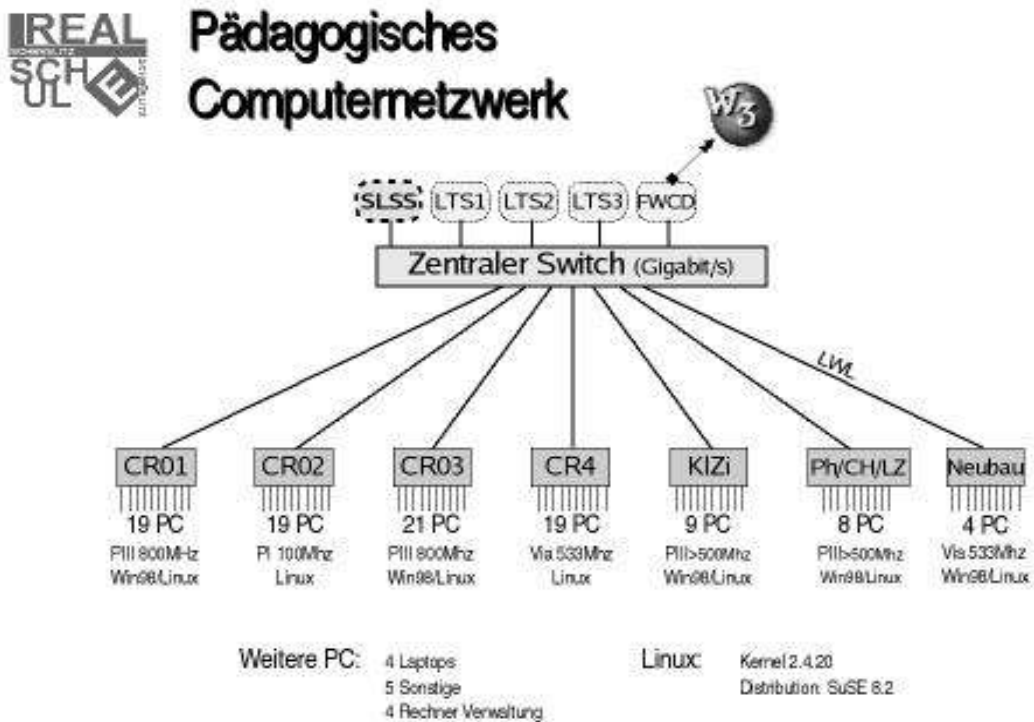 REAL
SCH
UL
Pädagogisches
Computernetzwerk
W3
SLSS LTS1 LTS2 LTS3 FWCD
Zentraler Switch (Gigabit/s)
LWL
CR01 CR02 CR03 CR4 KlZi Ph/CH/LZ Neubau
19 PC 19 PC 21 PC 19 PC 9 PC 8 PC 4 PC
PIII 800MHz PI 100Mhz PIII 800Mhz Via 533Mhz PIII>500Mhz PIII>500Mhz Via 533Mhz
Win98/Linux Linux Win98/Linux Linux Win98/Linux Win98/Linux Win98/Linux
Weitere PC: 4 Laptops Linux: Kernel 2.4.20
5 Sonstige Distribution: SuSE 8.2
4 Rechner Verwaltung